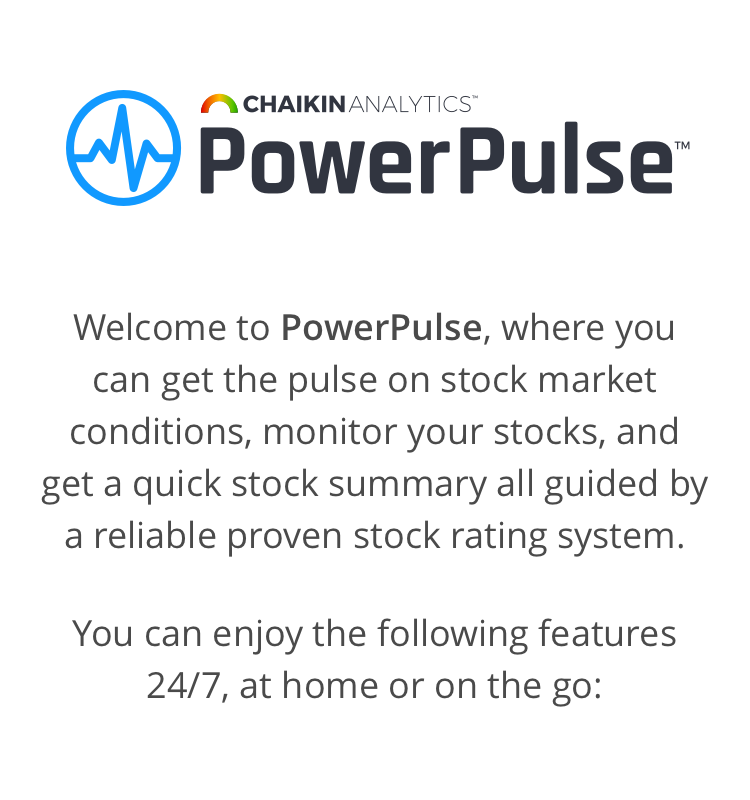 CHAIKIN ANALYTICS™
PowerPulse™
Welcome to PowerPulse, where you
can get the pulse on stock market
conditions, monitor your stocks, and
get a quick stock summary all guided by
a reliable proven stock rating system.
You can enjoy the following features
24/7, at home or on the go: